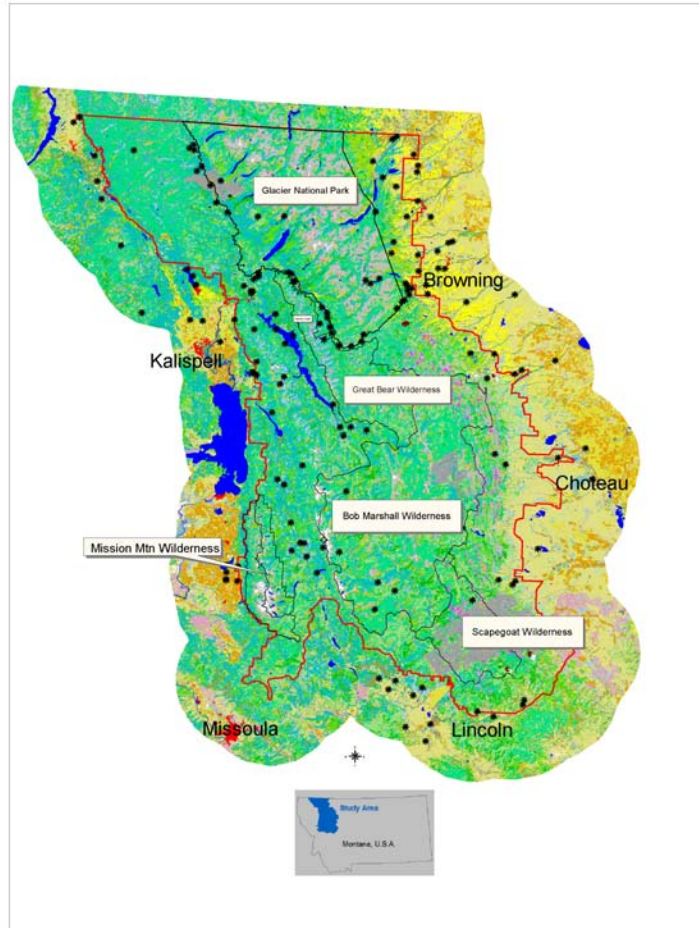 Glacier National Park
Browning
Kalispell
Great Bear Wilderness
Choteau
Bob Marshall Wilderness
Mission Mtn Wilderness
Scapegoat Wilderness
Missoula
Lincoln
Study Area
Montana, U.S.A.